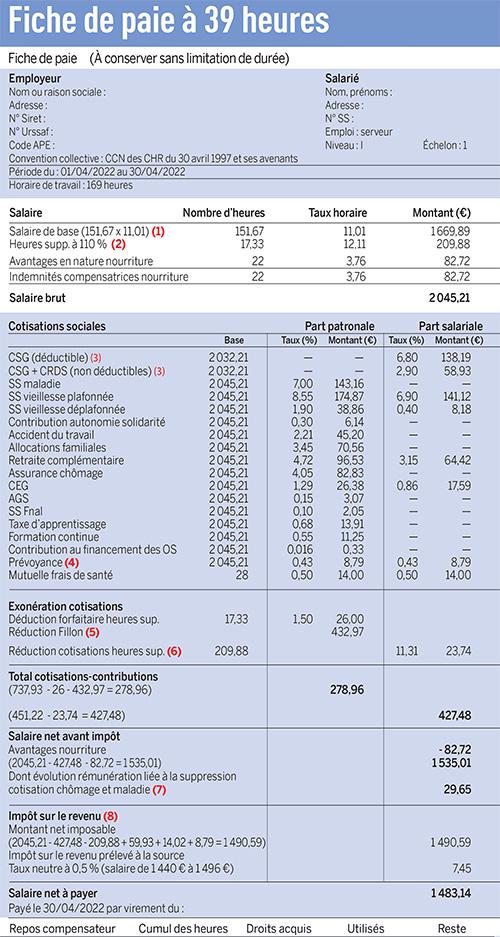 Fiche de paie à 39 heures
Fiche de paie (À conserver sans limitation de durée)
Employeur Salarié
Nom ou raison sociale : Nom, prénoms :
Adresse : Adresse :
N° Siret : N° SS :
N° Urssaf : Emploi : serveur
Code APE : Niveau : I Échelon : 1
Convention collective : CCN des CHR du 30 avril 1997 et ses avenants
Période du : 01/04/2022 au 30/04/2022
Horaire de travail : 169 heures
Salaire Nombre d'heures Taux horaire Montant (€)
Salaire de base (151,67 x 11,01) (1) 151,67 11,01 1 669,89
Heures supp. à 110 % (2) 17,33 12,11 209,88
Avantages en nature nourriture 22 3,76 82,72
Indemnités compensatrices nourriture 22 3,76 82,72
Salaire brut 2 045,21
Cotisations sociales Part patronale Part salariale
Base Taux (%) Montant (€) Taux (%) Montant (€)
CSG (déductible) (3) 2 032,21 — — 6,80 138,19
CSG + CRDS (non déductibles) (3) 2 032,21 — — 2,90 58,93
SS maladie 2 045,21 7,00 143,16 — —
SS vieillesse plafonnée 2 045,21 8,55 174,87 6,90 141,12
SS vieillesse déplafonnée 2 045,21 1,90 38,86 0,40 8,18
Contribution autonomie solidarité 2 045,21 0,30 6,14 — —
Accident du travail 2 045,21 2,21 45,20 — —
Allocations familiales 2 045,21 3,45 70,56 — —
Retraite complémentaire 2 045,21 4,72 96,53 3,15 64,42
Assurance chômage 2 045,21 4,05 82,83 — —
CEG 2 045,21 1,29 26,38 0,86 17,59
AGS 2 045,21 0,15 3,07 — —
SS Fnal 2 045,21 0,10 2,05 — —
Taxe d'apprentissage 2 045,21 0,68 13,91 — —
Formation continue 2 045,21 0,55 11,25 — —
Contribution au financement des OS 2 045,21 0,016 0,33 — —
Prévoyance (4) 2 045,21 0,43 8,79 0,43 8,79
Mutuelle frais de santé 28 0,50 14,00 0,50 14,00
Exonération cotisations
Déduction forfaitaire heures sup. 17,33 1,50 26,00
Réduction Fillon (5) 432,97
Réduction cotisations heures sup. (6) 209,88 11,31 23,74
Total cotisations-contributions
(737,93 - 26 - 432,97 = 278,96) 278,96
(451,22 - 23,74 = 427,48) 427,48
Salaire net avant impôt
Avantages nourriture - 82,72
(2045,21 - 427,48 - 82,72 = 1 535,01) 1 535,01
Dont évolution rémunération liée à la suppression
cotisation chômage et maladie (7) 29,65
Impôt sur le revenu (8)
Montant net imposable
(2045,21 - 427,48 - 209,88 + 59,93 + 14,02 + 8,79 = 1 490,59) 1 490,59
Impôt sur le revenu prélevé à la source
Taux neutre à 0,5 % (salaire de 1 440 € à 1 496 €) 7,45
Salaire net à payer 1 483,14
Payé le 30/04/2022 par virement du :
Repos compensateur Cumul des heures Droits acquis Utilisés Reste